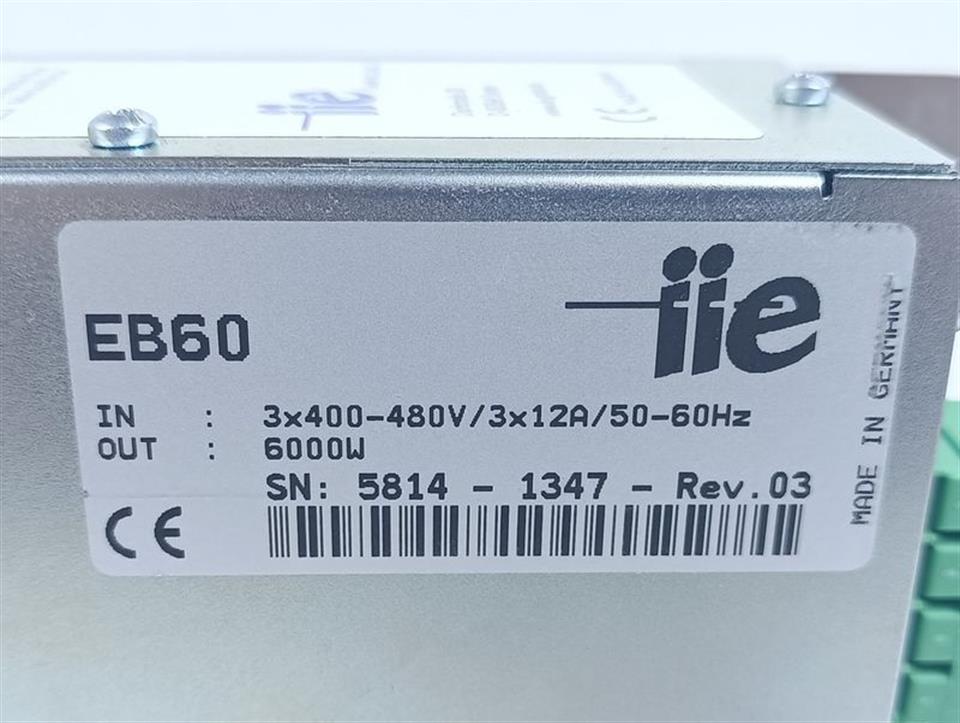 iie
EB60
iie
IN : 3x400-480V/3x12A/50-60Hz
OUT : 6000W
SN: 5814 - 1347 - Rev.03
CE
MADE IN GERMANY